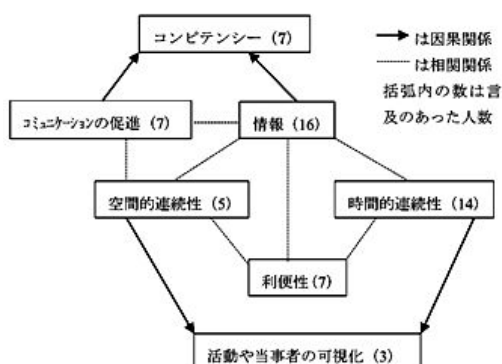 コンピテンシー (7)
は因果関係
は相関関係
括弧内の数は言
及のあった人数
コミュニケーションの促進 (7)
情報 (16)
空間的連続性 (5)
時間的連続性 (14)
利便性 (7)
活動や当事者の可視化 (3)